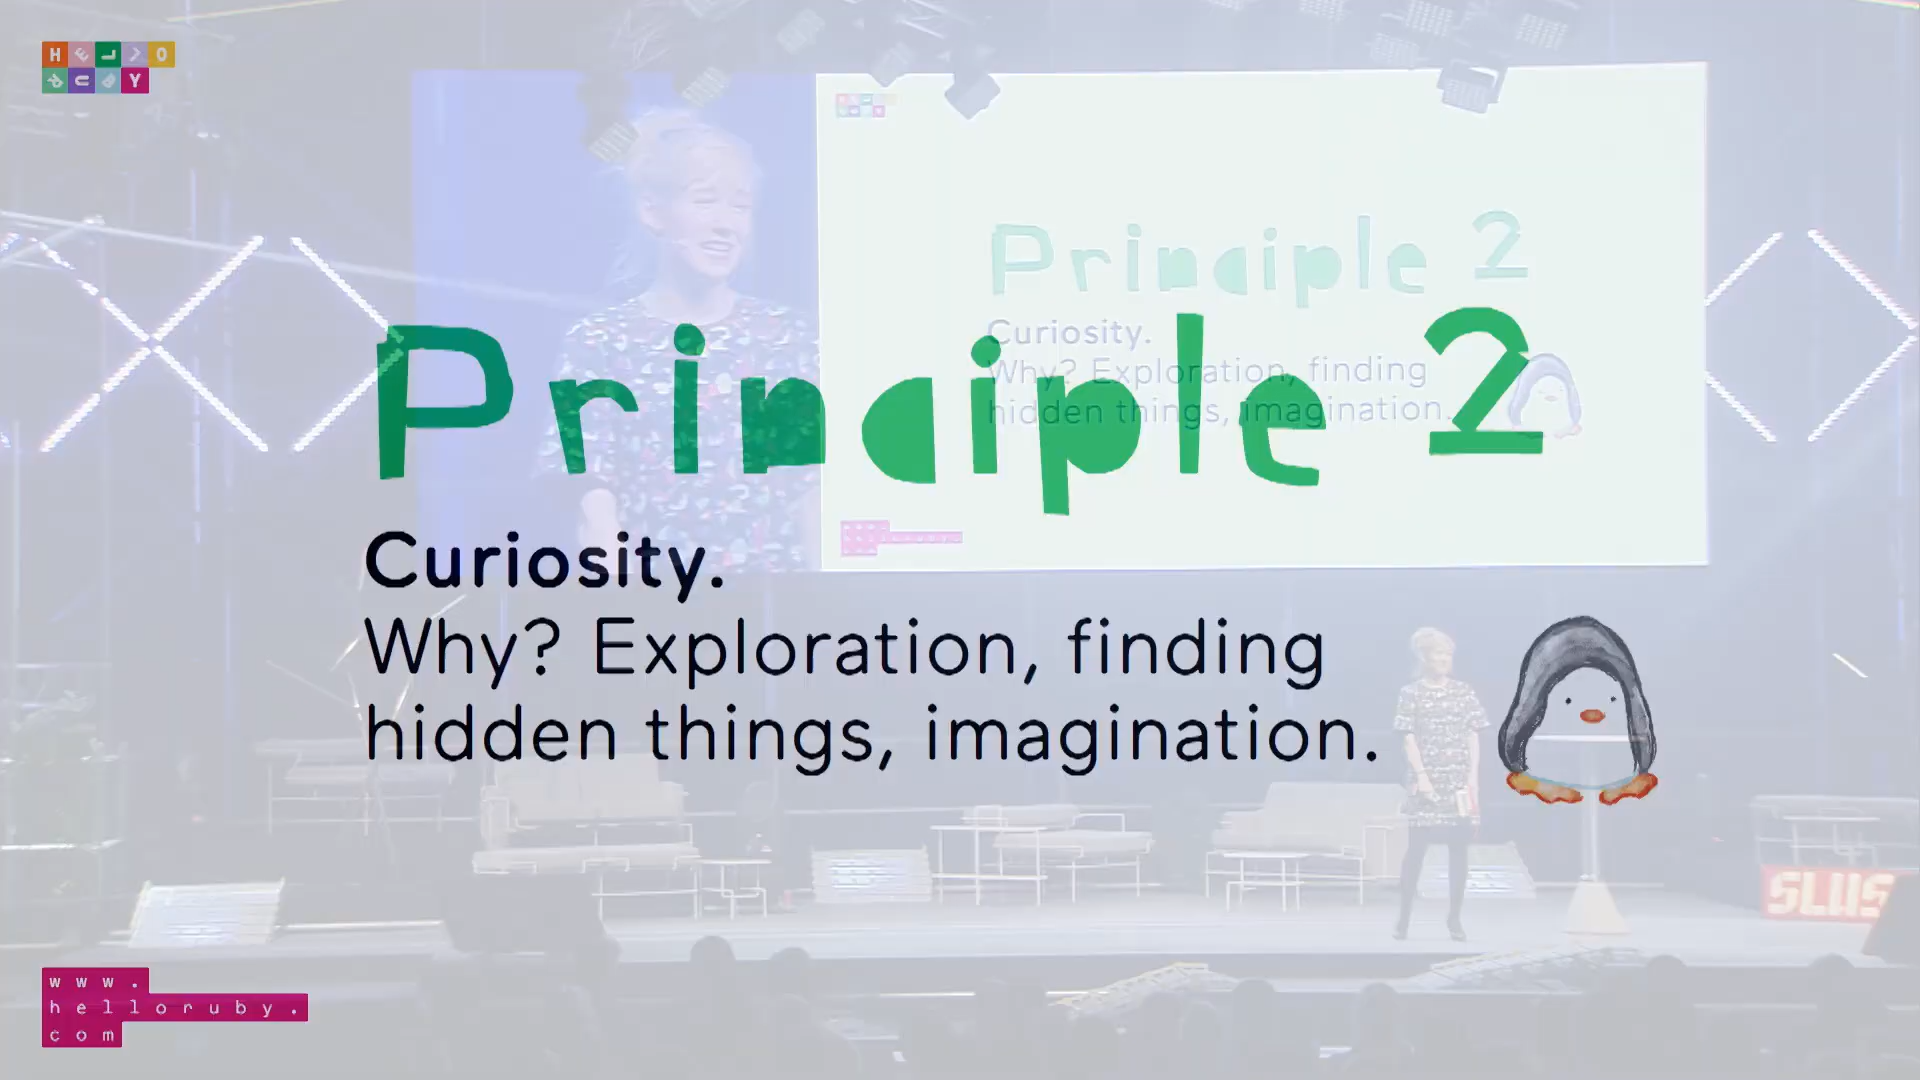 HELLO
RUBY
Principle 2
Curiosity.
Why? Exploration, finding
hidden things, imagination.
Principle 2
Curiosity.
Why? Exploration, finding
hidden things, imagination.
SLUSH
www.
helloruby.
com